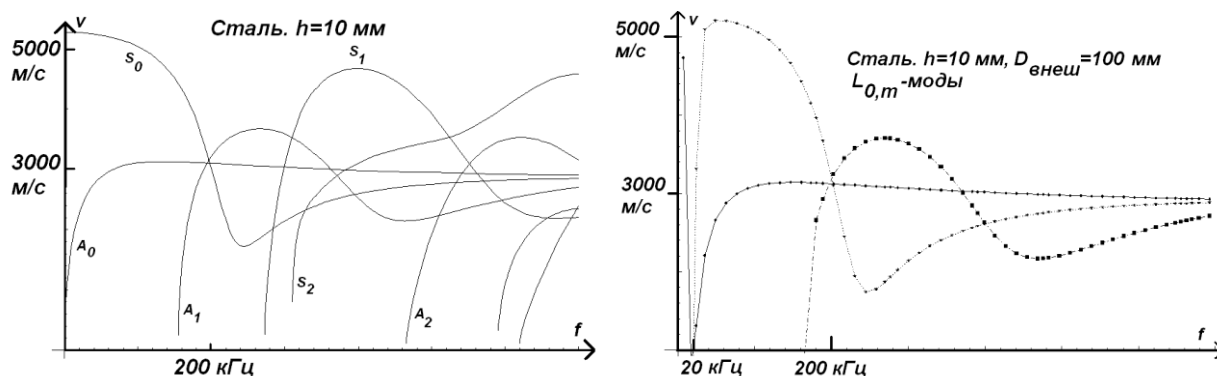 v
Сталь. h=10 мм
5000
м/с
S0
S1
3000
м/с
A0
A1
S2
A2
f
200 кГц
v
5000
м/с
Сталь. h=10 мм, Dвнеш=100 мм
L0,m-моды
3000
м/с
f
20 кГц
200 кГц